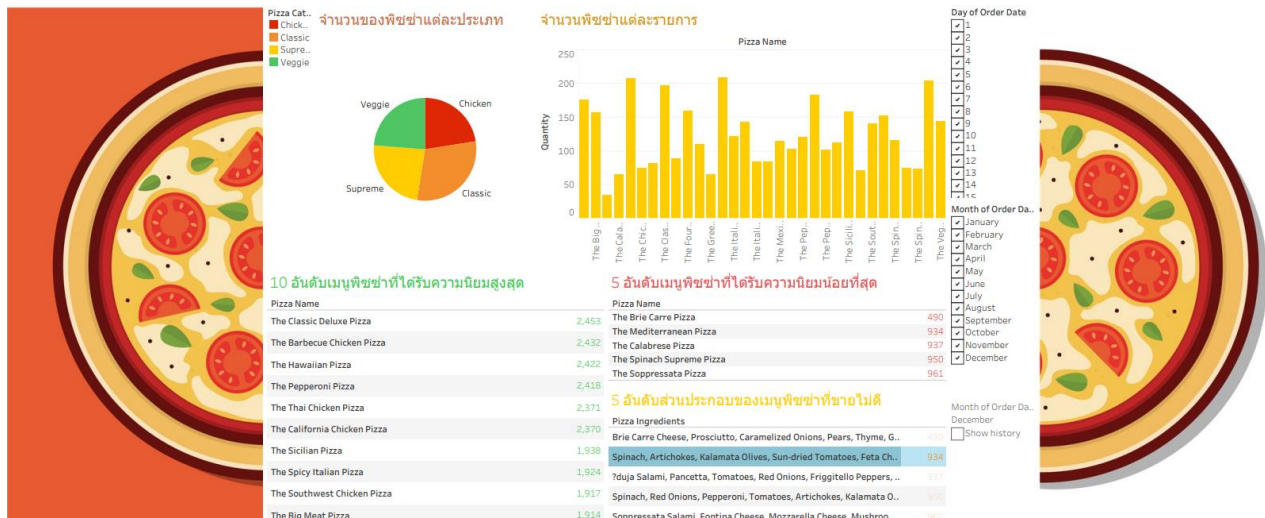 Pizza Cat..
Chick..
Classic
Supre..
Veggie
จำนวนของพิซซ่าแต่ละประเภท
Veggie
Chicken
Supreme
Classic
จำนวนพิซซ่าแต่ละรายการ
Pizza Name
Quantity
250
200
150
100
50
0
The Big ..
The Cala..
The Chic..
The Clas..
The Four..
The Gree..
The Itali..
The Itali..
The Mexi..
The Pep..
The Pep..
The Sicili..
The Sout..
The Spin..
The Spin..
The Veg..
Day of Order Date
1
2
3
4
5
6
7
8
9
10
11
12
13
14
15
Month of Order Da..
January
February
March
April
May
June
July
August
September
October
November
December
Month of Order Da..
December
Show history
10 อันดับเมนูพิซซ่าที่ได้รับความนิยมสูงสุด
Pizza Name
The Classic Deluxe Pizza 2,453
The Barbecue Chicken Pizza 2,432
The Hawaiian Pizza 2,422
The Pepperoni Pizza 2,418
The Thai Chicken Pizza 2,371
The California Chicken Pizza 2,370
The Sicilian Pizza 1,938
The Spicy Italian Pizza 1,924
The Southwest Chicken Pizza 1,917
The Big Meat Pizza 1,914
5 อันดับเมนูพิซซ่าที่ได้รับความนิยมน้อยที่สุด
Pizza Name
The Brie Carre Pizza 490
The Mediterranean Pizza 934
The Calabrese Pizza 937
The Spinach Supreme Pizza 950
The Soppressata Pizza 961
5 อันดับส่วนประกอบของเมนูพิซซ่าที่ขายไม่ดี
Pizza Ingredients
Brie Carre Cheese, Prosciutto, Caramelized Onions, Pears, Thyme, G.. 490
Spinach, Artichokes, Kalamata Olives, Sun-dried Tomatoes, Feta Ch.. 934
?duja Salami, Pancetta, Tomatoes, Red Onions, Friggitello Peppers, .. 937
Spinach, Red Onions, Pepperoni, Tomatoes, Artichokes, Kalamata O.. 950
Soppressata Salami, Fontina Cheese, Mozzarella Cheese, Mushroo.. 961